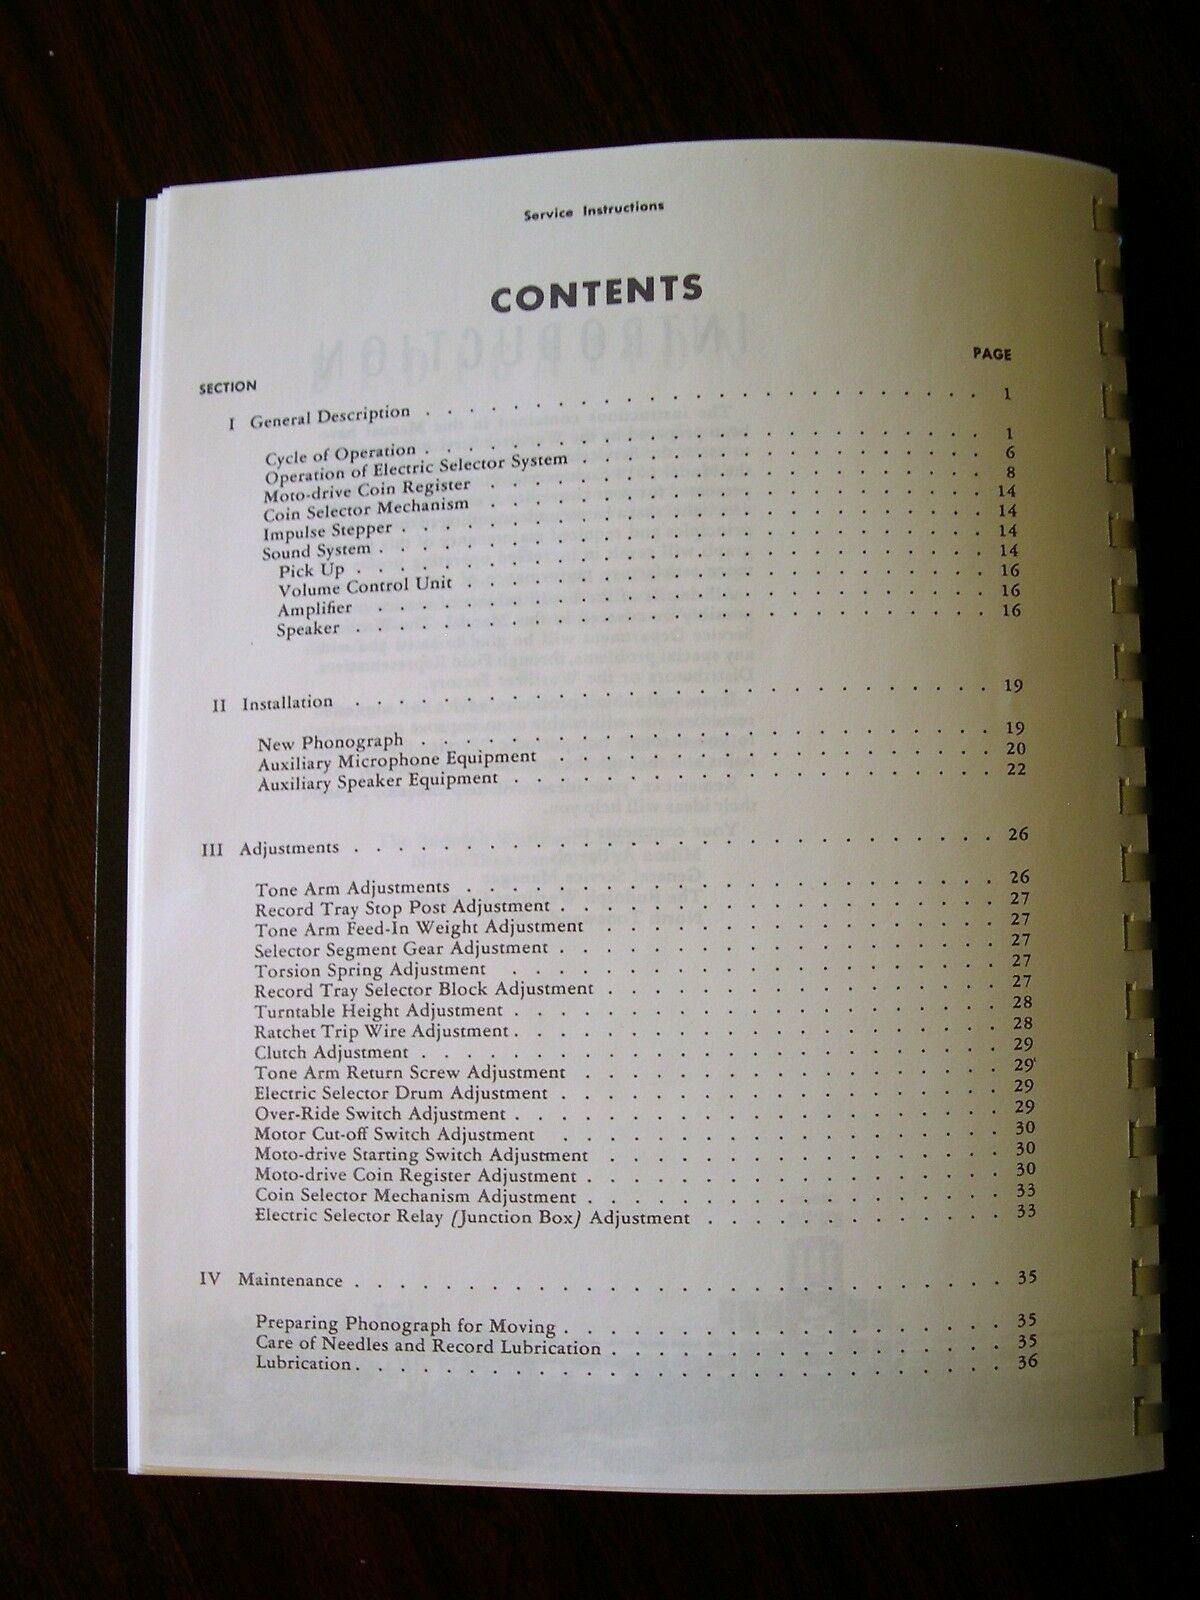 Service Instructions
CONTENTS
SECTION PAGE
I General Description . . . . . . . . . . . . . . . . . . . . . . 1
Cycle of Operation . . . . . . . . . . . . . . . . . . . . . . 1
Operation of Electric Selector System . . . . . . . . . . . . . . . 6
Moto-drive Coin Register . . . . . . . . . . . . . . . . . . . . 8
Coin Selector Mechanism . . . . . . . . . . . . . . . . . . . . 14
Impulse Stepper . . . . . . . . . . . . . . . . . . . . . . . 14
Sound System . . . . . . . . . . . . . . . . . . . . . . . . 14
Pick Up . . . . . . . . . . . . . . . . . . . . . . . . . 14
Volume Control Unit . . . . . . . . . . . . . . . . . . . . 16
Amplifier . . . . . . . . . . . . . . . . . . . . . . . . 16
Speaker . . . . . . . . . . . . . . . . . . . . . . . . . 16
II Installation . . . . . . . . . . . . . . . . . . . . . . . . . 19
New Phonograph . . . . . . . . . . . . . . . . . . . . . . 19
Auxiliary Microphone Equipment . . . . . . . . . . . . . . . . . 20
Auxiliary Speaker Equipment . . . . . . . . . . . . . . . . . . 22
III Adjustments . . . . . . . . . . . . . . . . . . . . . . . . . 26
Tone Arm Adjustments . . . . . . . . . . . . . . . . . . . . 26
Record Tray Stop Post Adjustment . . . . . . . . . . . . . . . . 27
Tone Arm Feed-In Weight Adjustment . . . . . . . . . . . . . . . 27
Selector Segment Gear Adjustment . . . . . . . . . . . . . . . . 27
Torsion Spring Adjustment . . . . . . . . . . . . . . . . . . . 27
Record Tray Selector Block Adjustment . . . . . . . . . . . . . . 27
Turntable Height Adjustment . . . . . . . . . . . . . . . . . . 28
Ratchet Trip Wire Adjustment . . . . . . . . . . . . . . . . . . 28
Clutch Adjustment . . . . . . . . . . . . . . . . . . . . . . 29
Tone Arm Return Screw Adjustment . . . . . . . . . . . . . . . . 29
Electric Selector Drum Adjustment . . . . . . . . . . . . . . . . 29
Over-Ride Switch Adjustment . . . . . . . . . . . . . . . . . . 29
Motor Cut-off Switch Adjustment . . . . . . . . . . . . . . . . 30
Moto-drive Starting Switch Adjustment . . . . . . . . . . . . . . 30
Moto-drive Coin Register Adjustment . . . . . . . . . . . . . . . 30
Coin Selector Mechanism Adjustment . . . . . . . . . . . . . . . 33
Electric Selector Relay (Junction Box) Adjustment . . . . . . . . . . 33
IV Maintenance . . . . . . . . . . . . . . . . . . . . . . . . 35
Preparing Phonograph for Moving . . . . . . . . . . . . . . . . 35
Care of Needles and Record Lubrication . . . . . . . . . . . . . . 35
Lubrication . . . . . . . . . . . . . . . . . . . . . . . . . 36